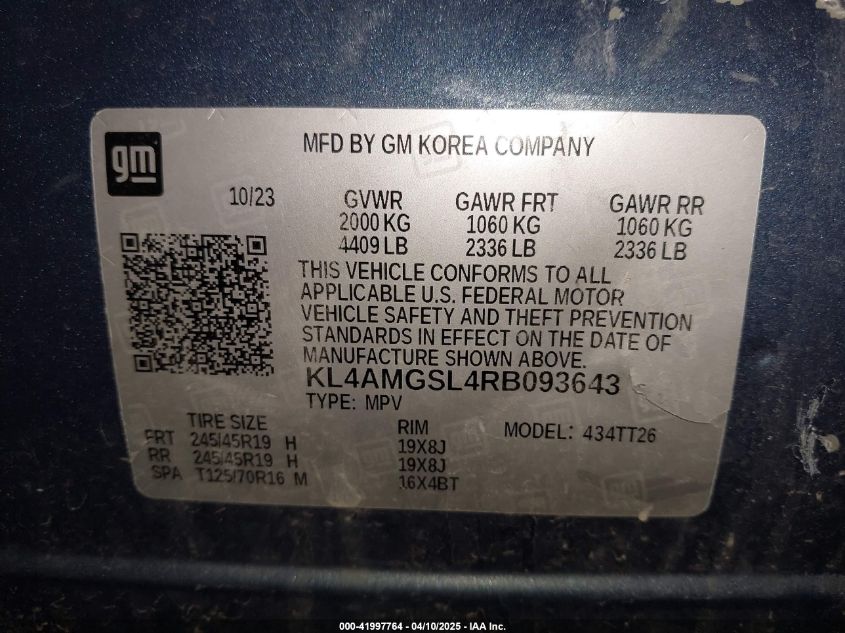 gm
MFD BY GM KOREA COMPANY
10/23
GVWR GAWR FRT GAWR RR
2000 KG 1060 KG 1060 KG
4409 LB 2336 LB 2336 LB
THIS VEHICLE CONFORMS TO ALL
APPLICABLE U.S. FEDERAL MOTOR
VEHICLE SAFETY AND THEFT PREVENTION
STANDARDS IN EFFECT ON THE DATE OF
MANUFACTURE SHOWN ABOVE.
KL4AMGSL4RB093643
TYPE: MPV
TIRE SIZE RIM MODEL: 434TT26
FRT 245/45R19 H 19X8J
RR 245/45R19 H 19X8J
SPA T125/70R16 M 16X4BT
000-41997764 - 04/10/2025 - IAA Inc.